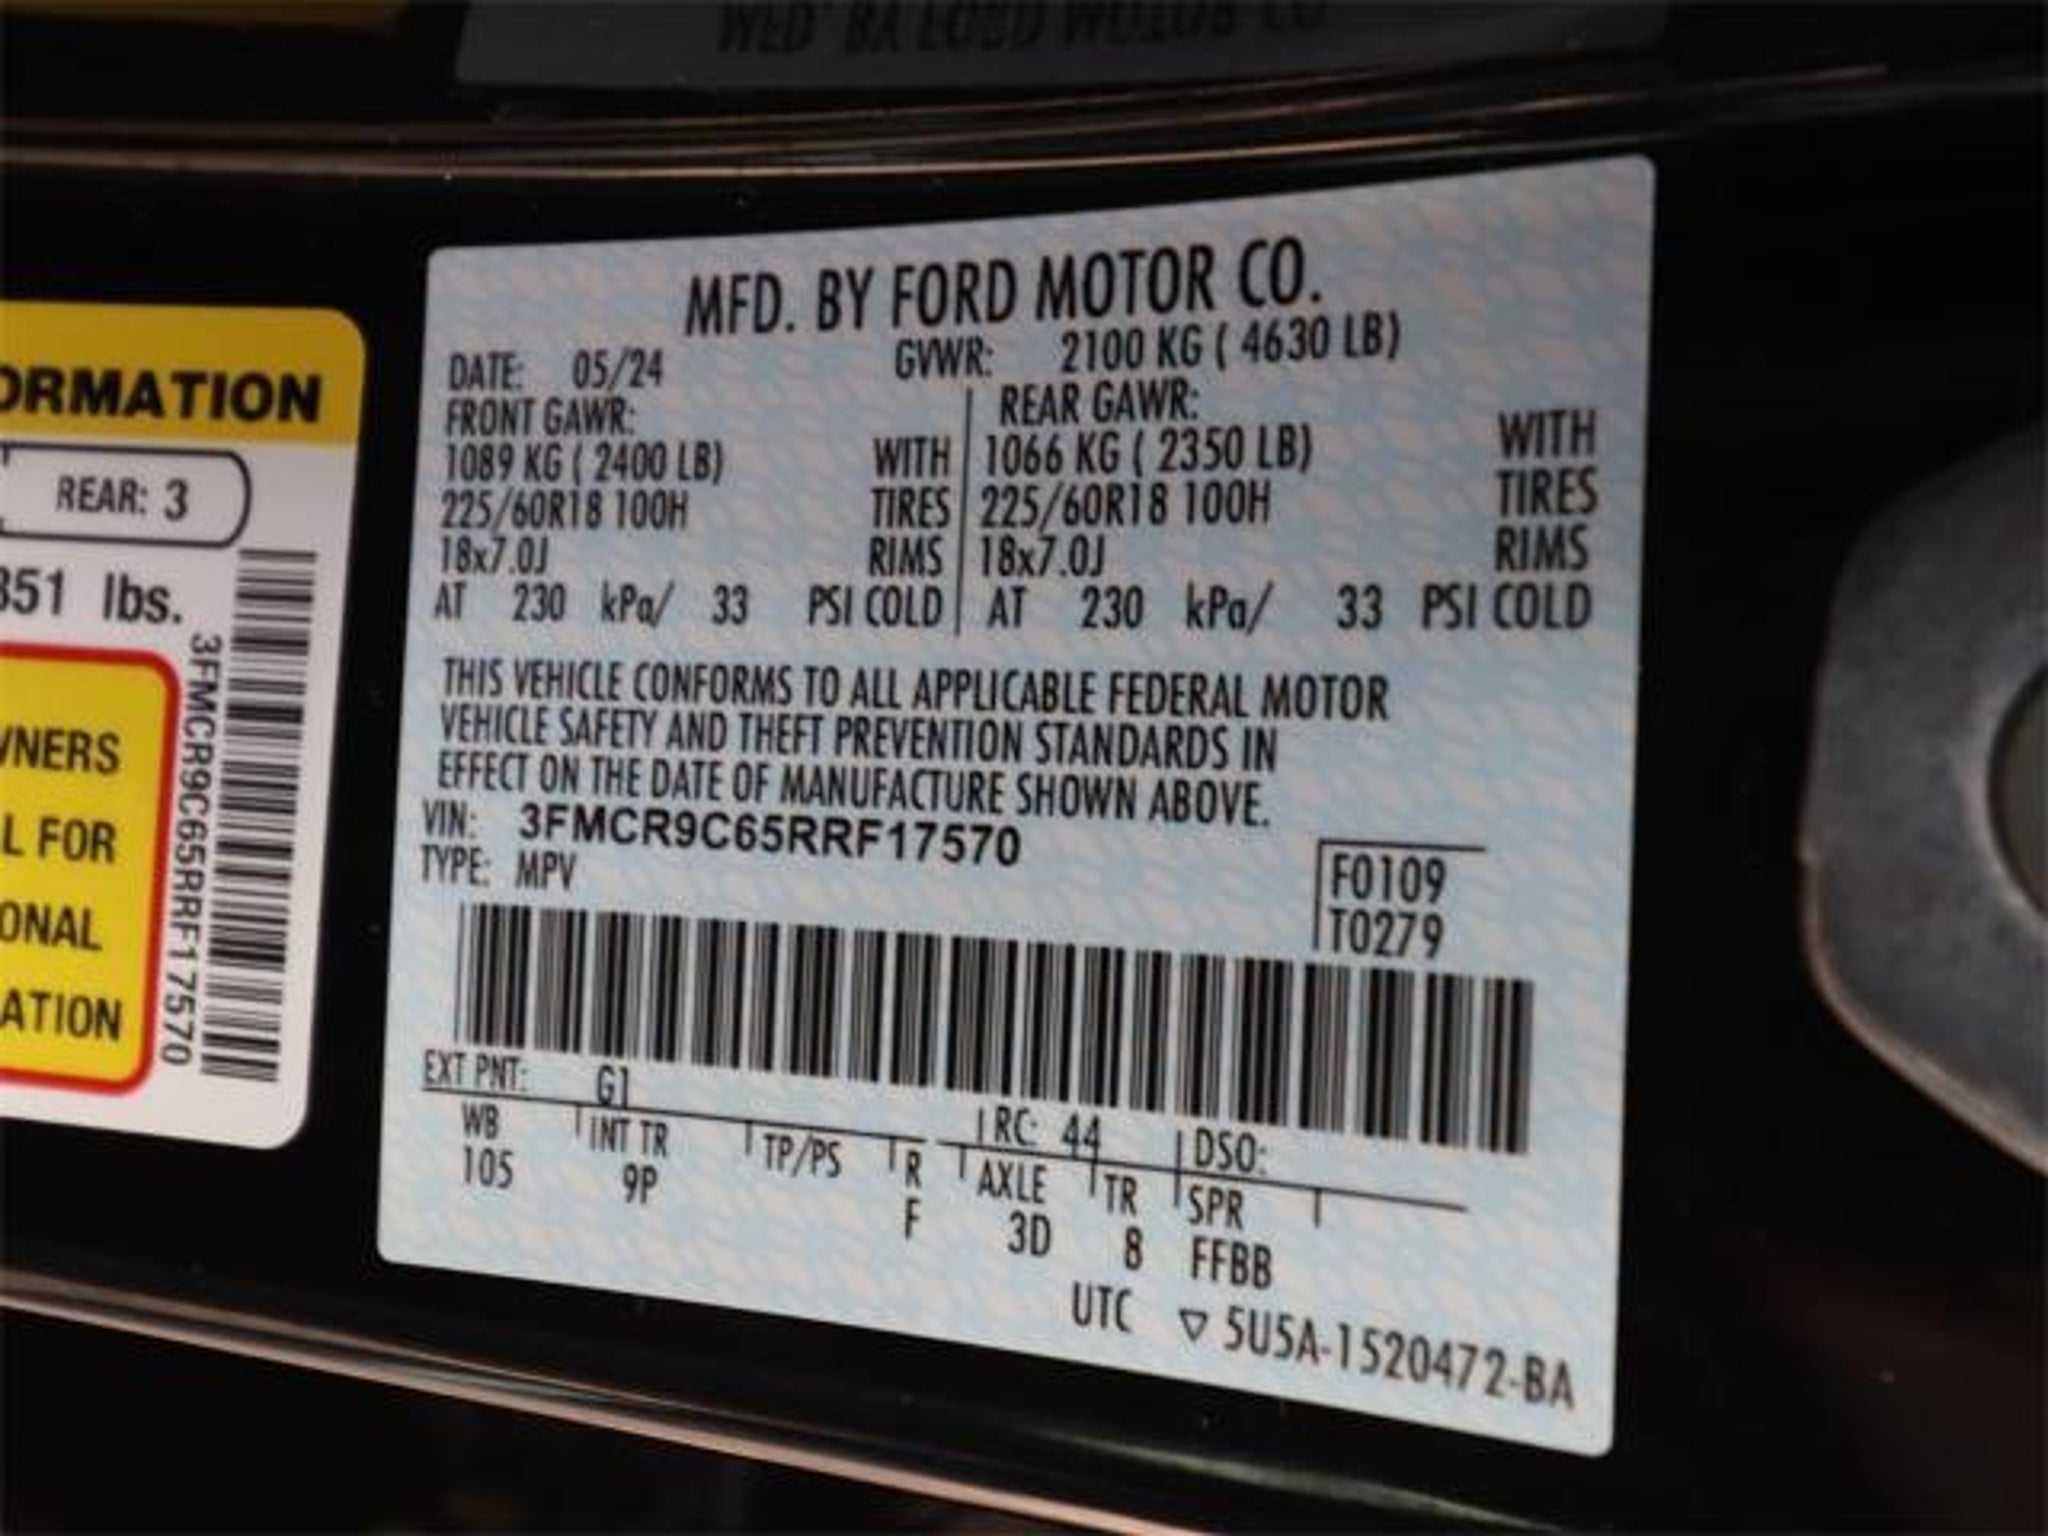 ORMATION
REAR: 3
351 lbs.
WNERS
L FOR
ONAL
ATION
3FMCR9C65RRF17570
MFD. BY FORD MOTOR CO.
DATE: 05/24 GVWR: 2100 KG ( 4630 LB)
FRONT GAWR: REAR GAWR:
1089 KG ( 2400 LB) WITH 1066 KG ( 2350 LB) WITH
225/60R18 100H TIRES 225/60R18 100H TIRES
18x7.0J RIMS 18x7.0J RIMS
AT 230 kPa/ 33 PSI COLD AT 230 kPa/ 33 PSI COLD
THIS VEHICLE CONFORMS TO ALL APPLICABLE FEDERAL MOTOR
VEHICLE SAFETY AND THEFT PREVENTION STANDARDS IN
EFFECT ON THE DATE OF MANUFACTURE SHOWN ABOVE.
VIN: 3FMCR9C65RRF17570
TYPE: MPV
F0109
T0279
EXT PNT: G1 RC: 44 DSO:
WB INT TR TP/PS R AXLE TR SPR
105 9P F 3D 8 FFBB
UTC ▽ 5U5A-1520472-BA